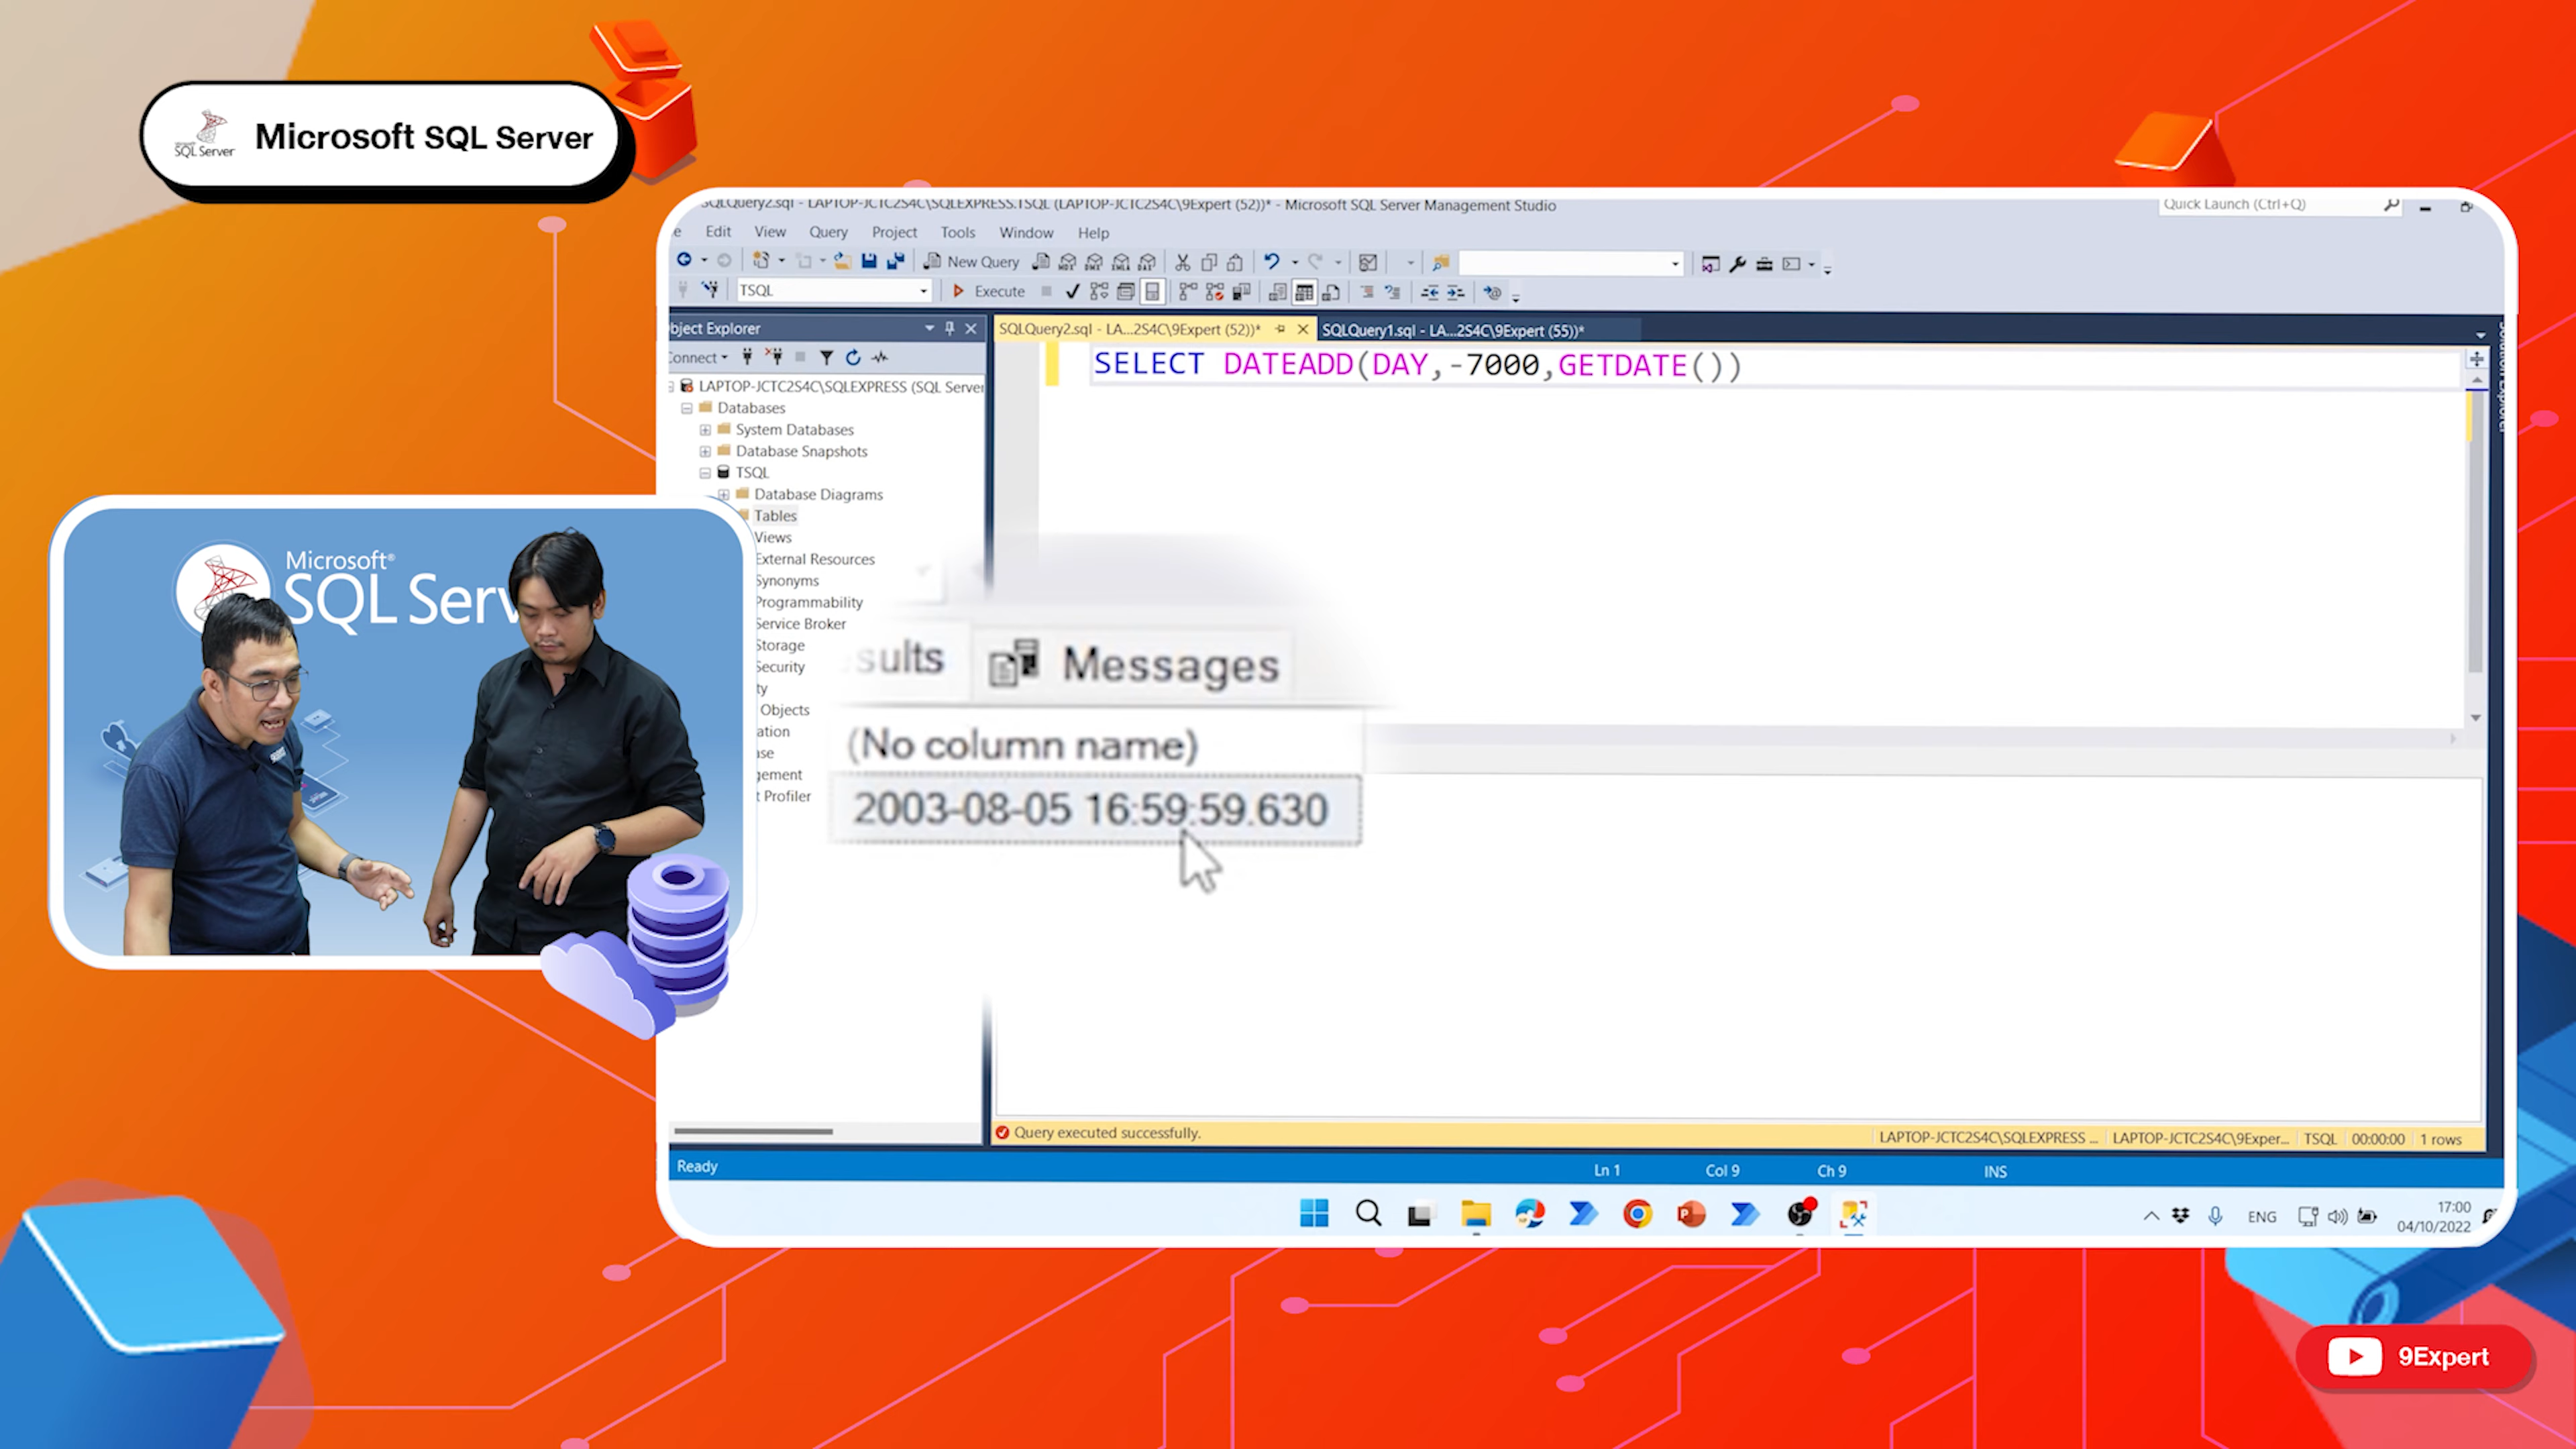 Microsoft SQL Server
SQL Server
SQLQuery2.sql - LAPTOP-JCTC2S4C\SQLEXPRESS.TSQL (LAPTOP-JCTC2S4C\9Expert (52))* - Microsoft SQL Server Management Studio
Quick Launch (Ctrl+Q)
Edit View Query Project Tools Window Help
New Query
TSQL
Execute
bject Explorer
SQLQuery2.sql - LA...2S4C\9Expert (52))*
SQLQuery1.sql - LA...2S4C\9Expert (55))*
onnect
SELECT DATEADD(DAY,-7000,GETDATE())
LAPTOP-JCTC2S4C\SQLEXPRESS (SQL Server
Databases
System Databases
Database Snapshots
TSQL
Database Diagrams
Tables
Views
External Resources
Synonyms
Programmability
Service Broker
Storage
Security
ty
Objects
ation
se
gement
t Profiler
Microsoft®
SQL Serv
sults
Messages
(No column name)
2003-08-05 16:59:59.630
Query executed successfully.
LAPTOP-JCTC2S4C\SQLEXPRESS ...
LAPTOP-JCTC2S4C\9Exper...
TSQL
00:00:00
1 rows
Ready
Ln 1
Col 9
Ch 9
INS
ENG
17:00
04/10/2022
9Expert